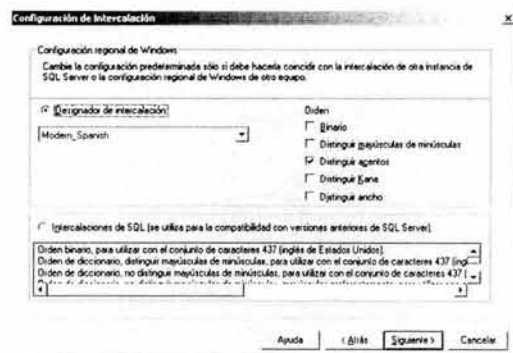 Configuración de Intercalación
Configuración regional de Windows
Cambie la configuración predeterminada sólo si debe hacerla coincidir con la intercalación de otra instancia de
SQL Server o la configuración regional de Windows de otro equipo.
Designador de intercalación:
Modern_Spanish
Orden
Binario
Distinguir mayúsculas de minúsculas
Distinguir acentos
Distinguir Kana
Distinguir ancho
Intercalaciones de SQL (se utiliza para la compatibilidad con versiones anteriores de SQL Server).
Orden binario, para utilizar con el conjunto de caracteres 437 (inglés de Estados Unidos).
Orden de diccionario, distinguir mayúsculas de minúsculas, para utilizar con el conjunto de caracteres 437 (ingl
Orden de diccionario, no distinguir mayúsculas de minúsculas, para utilizar con el conjunto de caracteres 437 (
Ayuda
< Atrás
Siguiente >
Cancelar